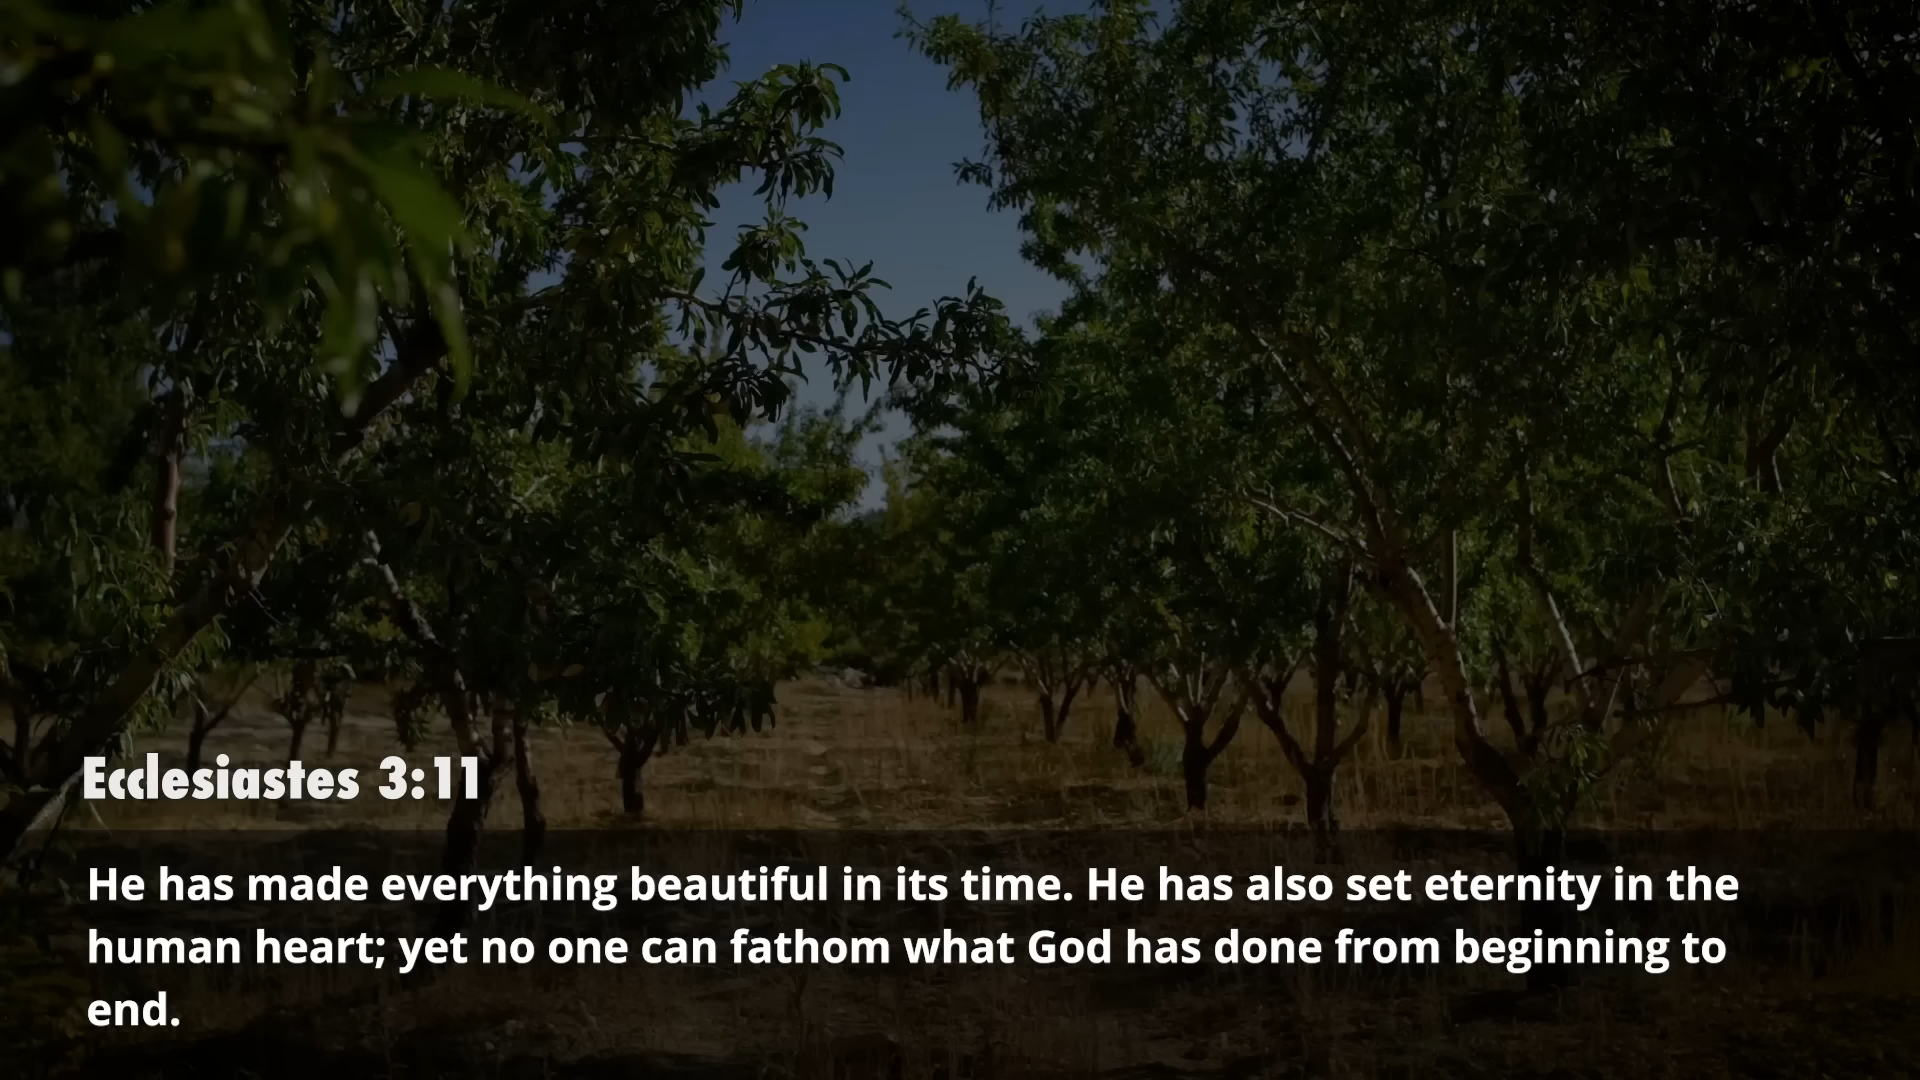 Ecclesiastes 3:11
He has made everything beautiful in its time. He has also set eternity in the
human heart; yet no one can fathom what God has done from beginning to
end.